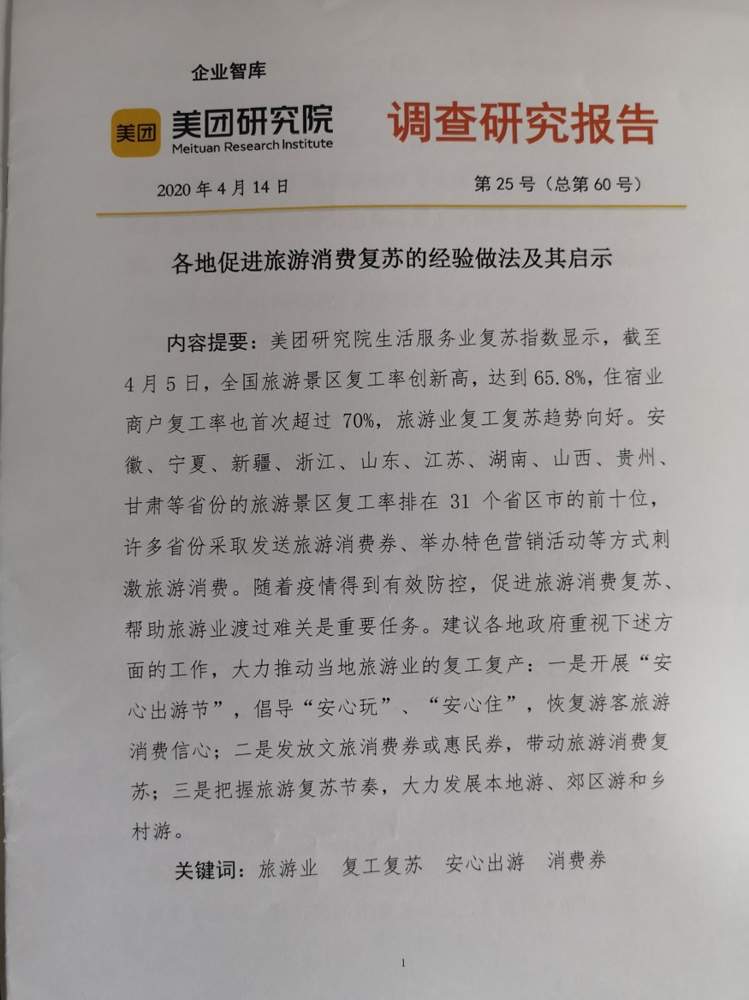 企业智库
美团
美团研究院
Meituan Research Institute
调查研究报告
2020 年 4 月 14 日
第 25 号（总第 60 号）
各地促进旅游消费复苏的经验做法及其启示
内容提要：美团研究院生活服务业复苏指数显示，截至
4 月 5 日，全国旅游景区复工率创新高，达到 65.8%，住宿业
商户复工率也首次超过 70%，旅游业复工复苏趋势向好。安
徽、宁夏、新疆、浙江、山东、江苏、湖南、山西、贵州、
甘肃等省份的旅游景区复工率排在 31 个省区市的前十位，
许多省份采取发送旅游消费券、举办特色营销活动等方式刺
激旅游消费。随着疫情得到有效防控，促进旅游消费复苏、
帮助旅游业渡过难关是重要任务。建议各地政府重视下述方
面的工作，大力推动当地旅游业的复工复产：一是开展“安
心出游节”，倡导“安心玩”、“安心住”，恢复游客旅游
消费信心；二是发放文旅消费券或惠民券，带动旅游消费复
苏；三是把握旅游复苏节奏，大力发展本地游、郊区游和乡
村游。
关键词：旅游业 复工复苏 安心出游 消费券
1